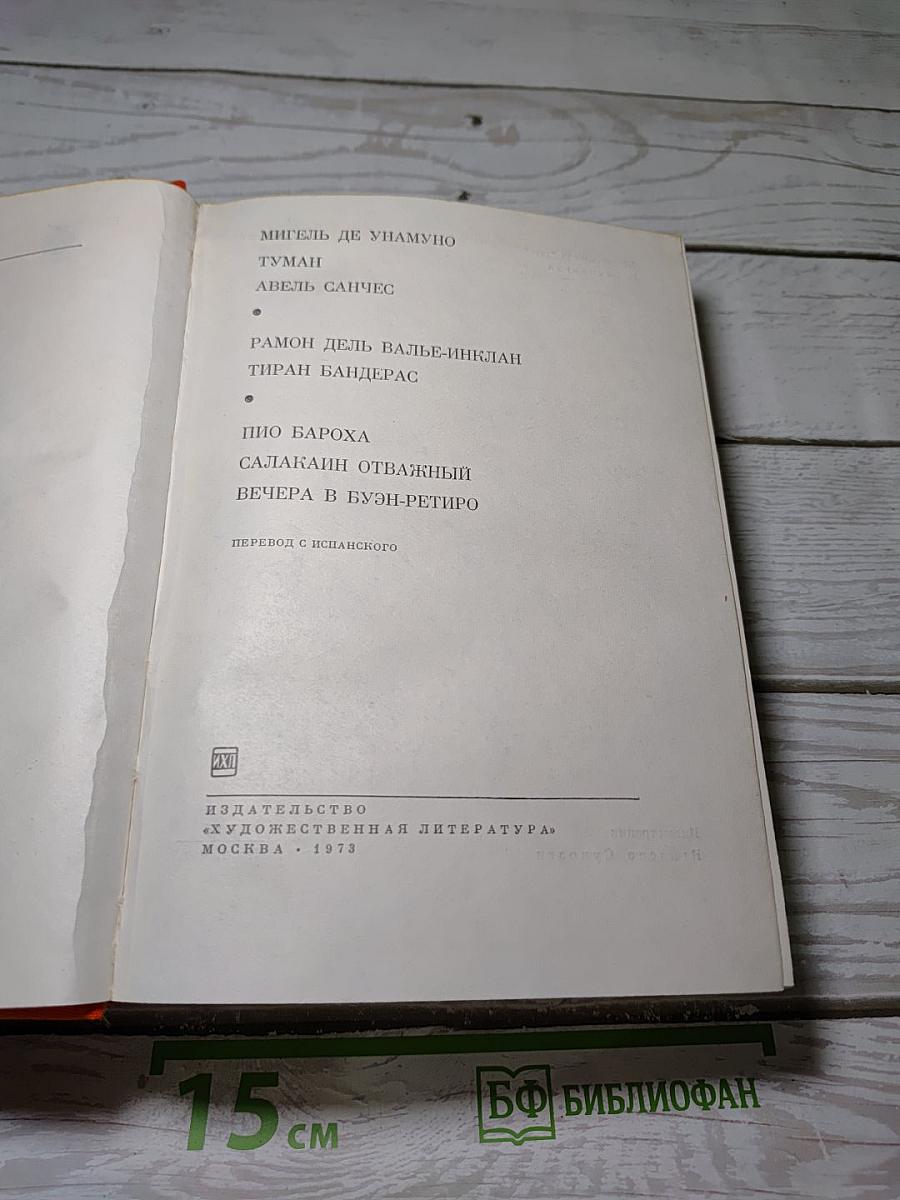 МИГЕЛЬ ДЕ УНАМУНО
ТУМАН
АВЕЛЬ САНЧЕС
•
РАМОН ДЕЛЬ ВАЛЬЕ-ИНКЛАН
ТИРАН БАНДЕРАС
•
ПИО БАРОХА
САЛАКАИН ОТВАЖНЫЙ
ВЕЧЕРА В БУЭН-РЕТИРО
ПЕРЕВОД С ИСПАНСКОГО
ИХЛ
ИЗДАТЕЛЬСТВО
«ХУДОЖЕСТВЕННАЯ ЛИТЕРАТУРА»
МОСКВА • 1973
15 см
БФ БИБЛИОФАН